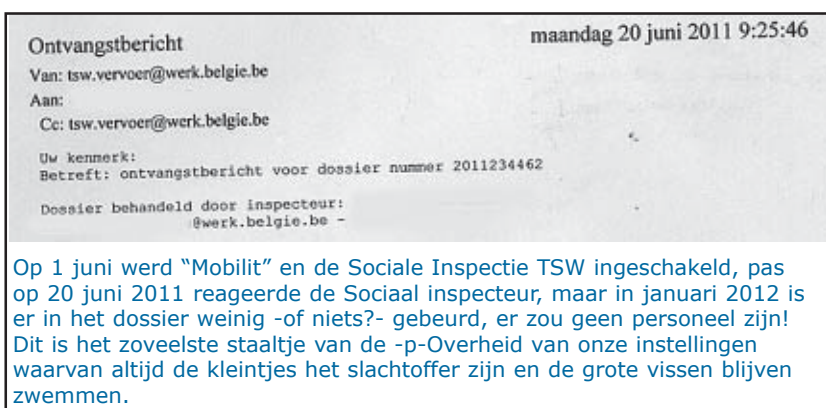 Ontvangstbericht
maandag 20 juni 2011 9:25:46
Van: tsw.vervoer@werk.belgie.be
Aan:
Cc: tsw.vervoer@werk.belgie.be
Uw kenmerk:
Betreft: ontvangstbericht voor dossier nummer 2011234462
Dossier behandeld door inspecteur:
@werk.belgie.be -
Op 1 juni werd “Mobilit” en de Sociale Inspectie TSW ingeschakeld, pas
op 20 juni 2011 reageerde de Sociaal inspecteur, maar in januari 2012 is
er in het dossier weinig -of niets?- gebeurd, er zou geen personeel zijn!
Dit is het zoveelste staaltje van de -p-Overheid van onze instellingen
waarvan altijd de kleintjes het slachtoffer zijn en de grote vissen blijven
zwemmen.